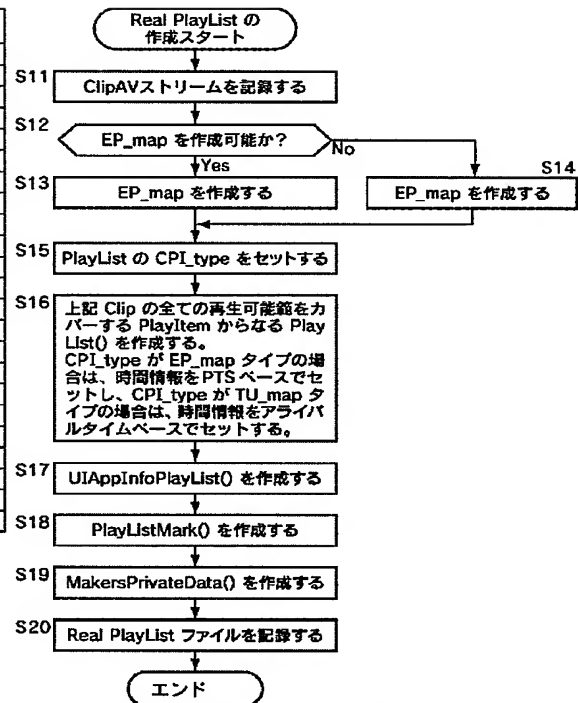 Real PlayList の
作成スタート
S11
ClipAVストリームを記録する
S12
EP_map を作成可能か？
No
Yes
S13
EP_map を作成する
S14
EP_map を作成する
S15
PlayList の CPI_type をセットする
S16
上記 Clip の全ての再生可能範をカ
バーする PlayItem からなる Play
List() を作成する。
CPI_type が EP_map タイプの場
合は、時間情報をPTS ベースでセ
ットし、CPI_type が TU_map タ
イプの場合は、時間情報をアライバ
ルタイムベースでセットする。
S17
UIAppInfoPlayList() を作成する
S18
PlayListMark() を作成する
S19
MakersPrivateData() を作成する
S20
Real PlayList ファイルを記録する
エンド